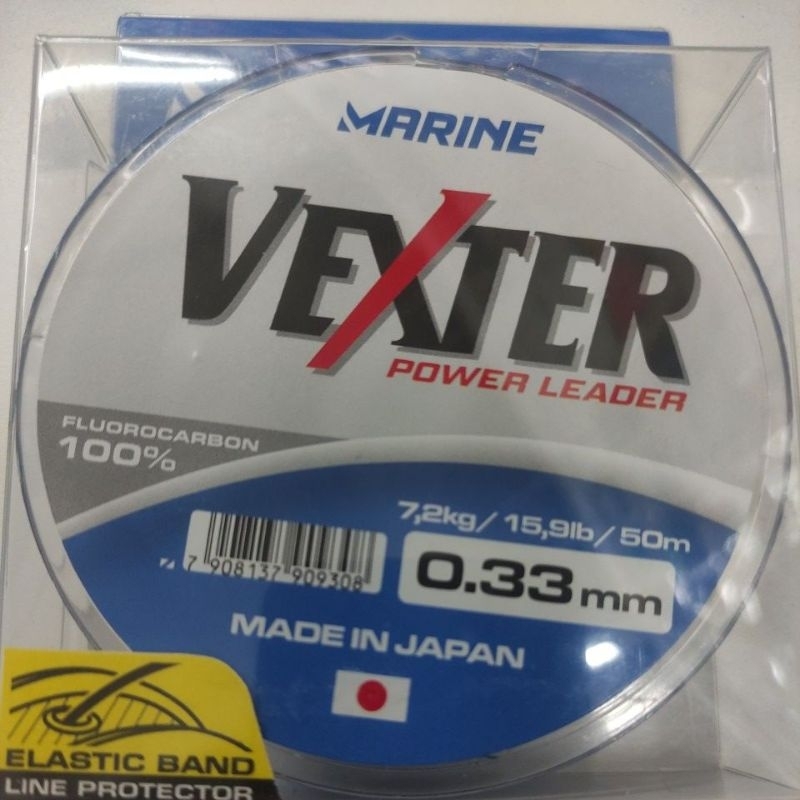 MARINE
VEXTER
POWER LEADER
FLUOROCARBON
100%
7,2kg/15,9lb/50m
0.33mm
7 908137 909308
MADE IN JAPAN
ELASTIC BAND
LINE PROTECTOR